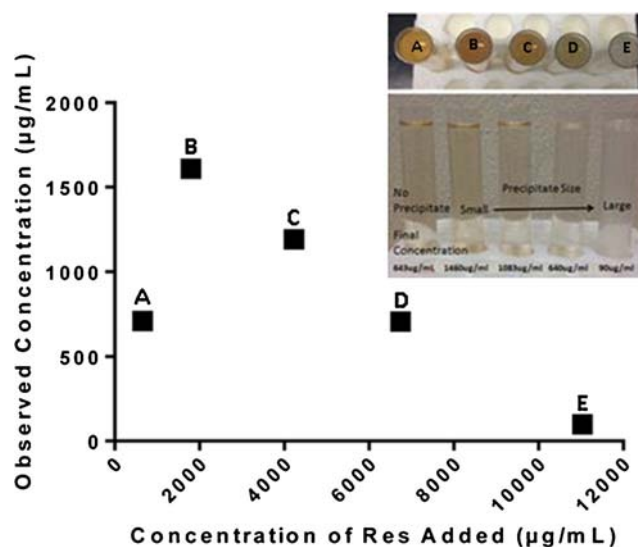 A B C D E
2000
1500
1000
500
0
Observed Concentration (µg/mL)
B
C
A
D
E
0 2000 4000 6000 8000 10000 12000
Concentration of Res Added (µg/mL)
No Precipitate
Precipitate Size
Small
Large
Final Concentration
643ug/mL 1460ug/ml 1083ug/ml 640ug/ml 90ug/ml